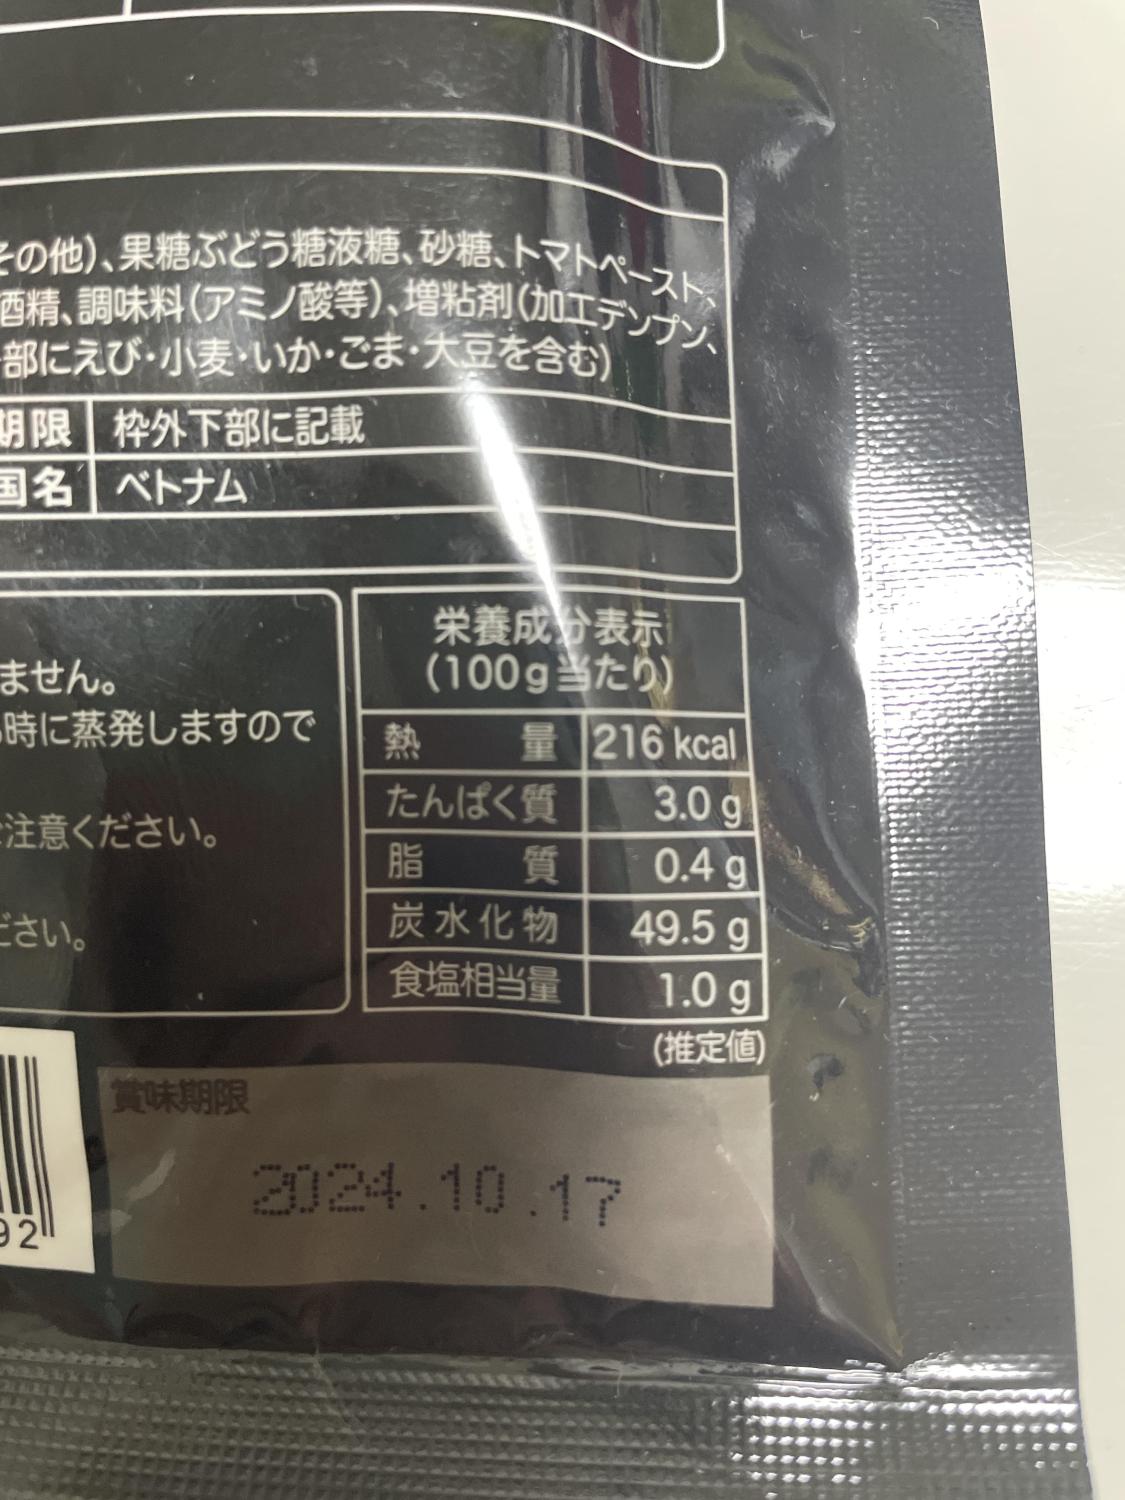 その他)、果糖ぶどう糖液糖、砂糖、トマトペースト、
酒精、調味料(アミノ酸等)、増粘剤(加工デンプン、
部にえび・小麦・いか・ごま・大豆を含む)
期限 枠外下部に記載
国名 ベトナム
ません。
時に蒸発しますので
注意ください。
ださい。
栄養成分表示
(100g当たり)
熱量 216 kcal
たんぱく質 3.0 g
脂質 0.4 g
炭水化物 49.5 g
食塩相当量 1.0 g
(推定値)
賞味期限
2024.10.17
92